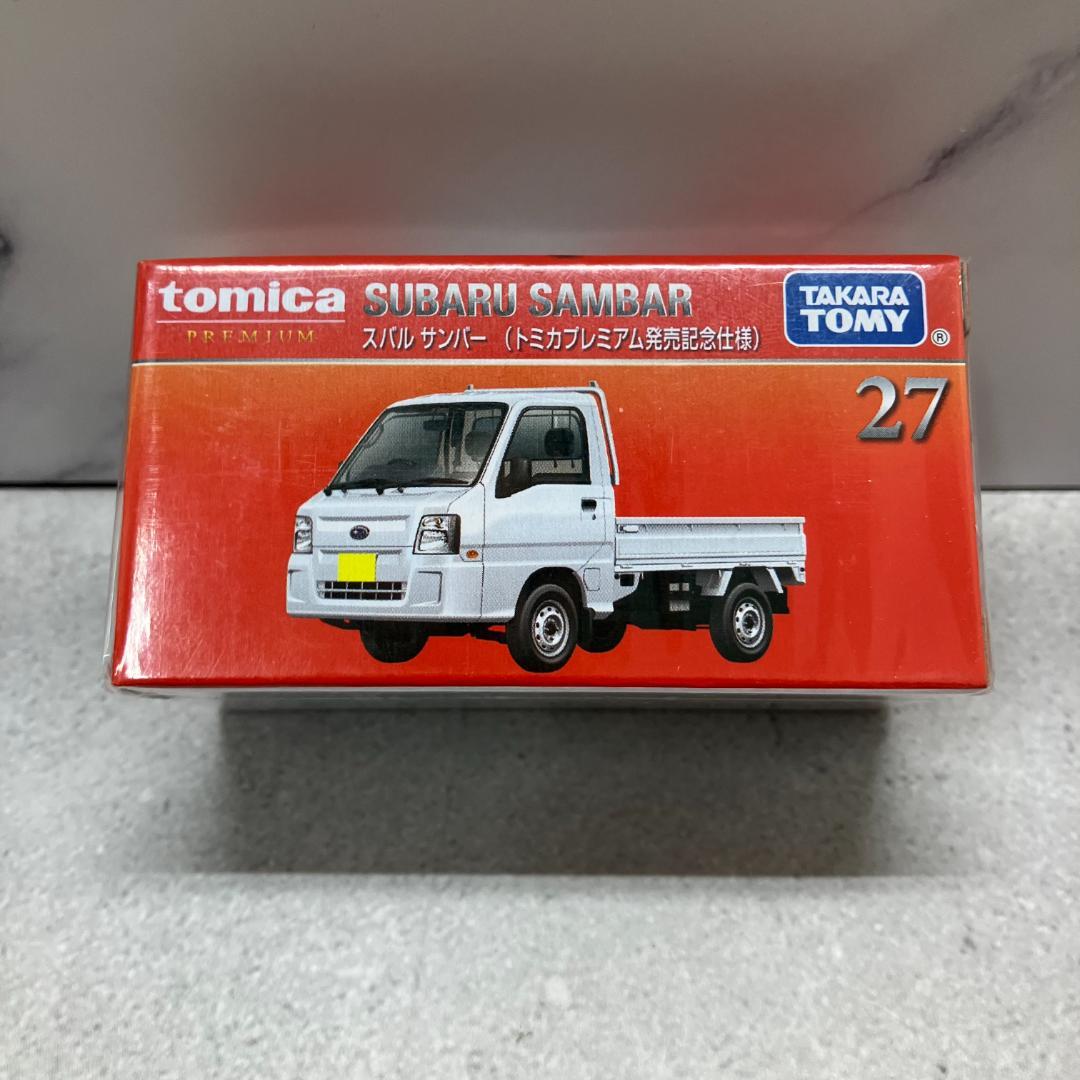 tomica
PREMIUM
SUBARU SAMBAR
スバル サンバー （トミカプレミアム発売記念仕様）
TAKARA
TOMY
®
27